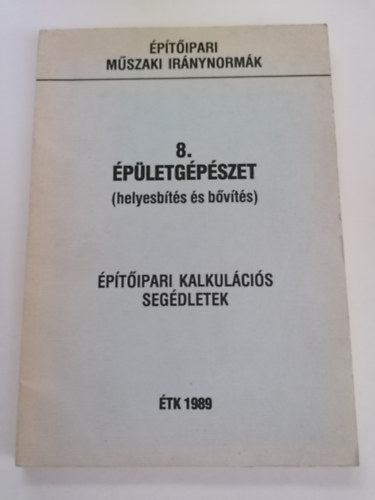 ÉPÍTŐIPARI
MŰSZAKI IRÁNYNORMÁK
8.
ÉPÜLETGÉPÉSZET
(helyesbítés és bővítés)
ÉPÍTŐIPARI KALKULÁCIÓS
SEGÉDLETEK
ÉTK 1989